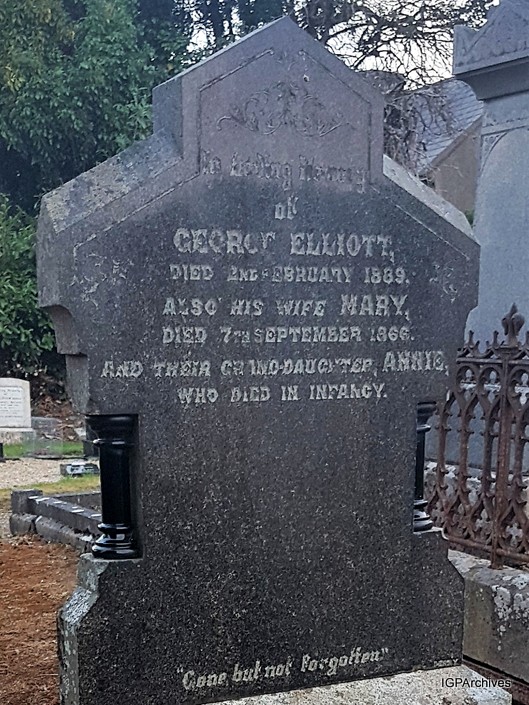 In loving Memory
of
GEORGE ELLIOTT,
DIED 2ND FEBRUARY 1889.
ALSO HIS WIFE MARY,
DIED 7TH SEPTEMBER 1866.
AND THEIR GRAND-DAUGHTER, ANNIE,
WHO DIED IN INFANCY.
"Gone, but not forgotten."
IGPArchives